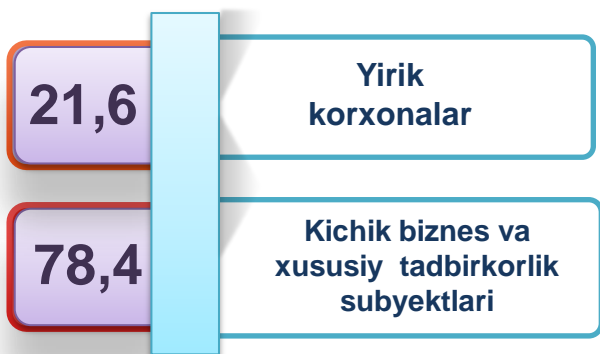 21,6
Yirik
korxonalar
78,4
Kichik biznes va
xususiy tadbirkorlik
subyektlari